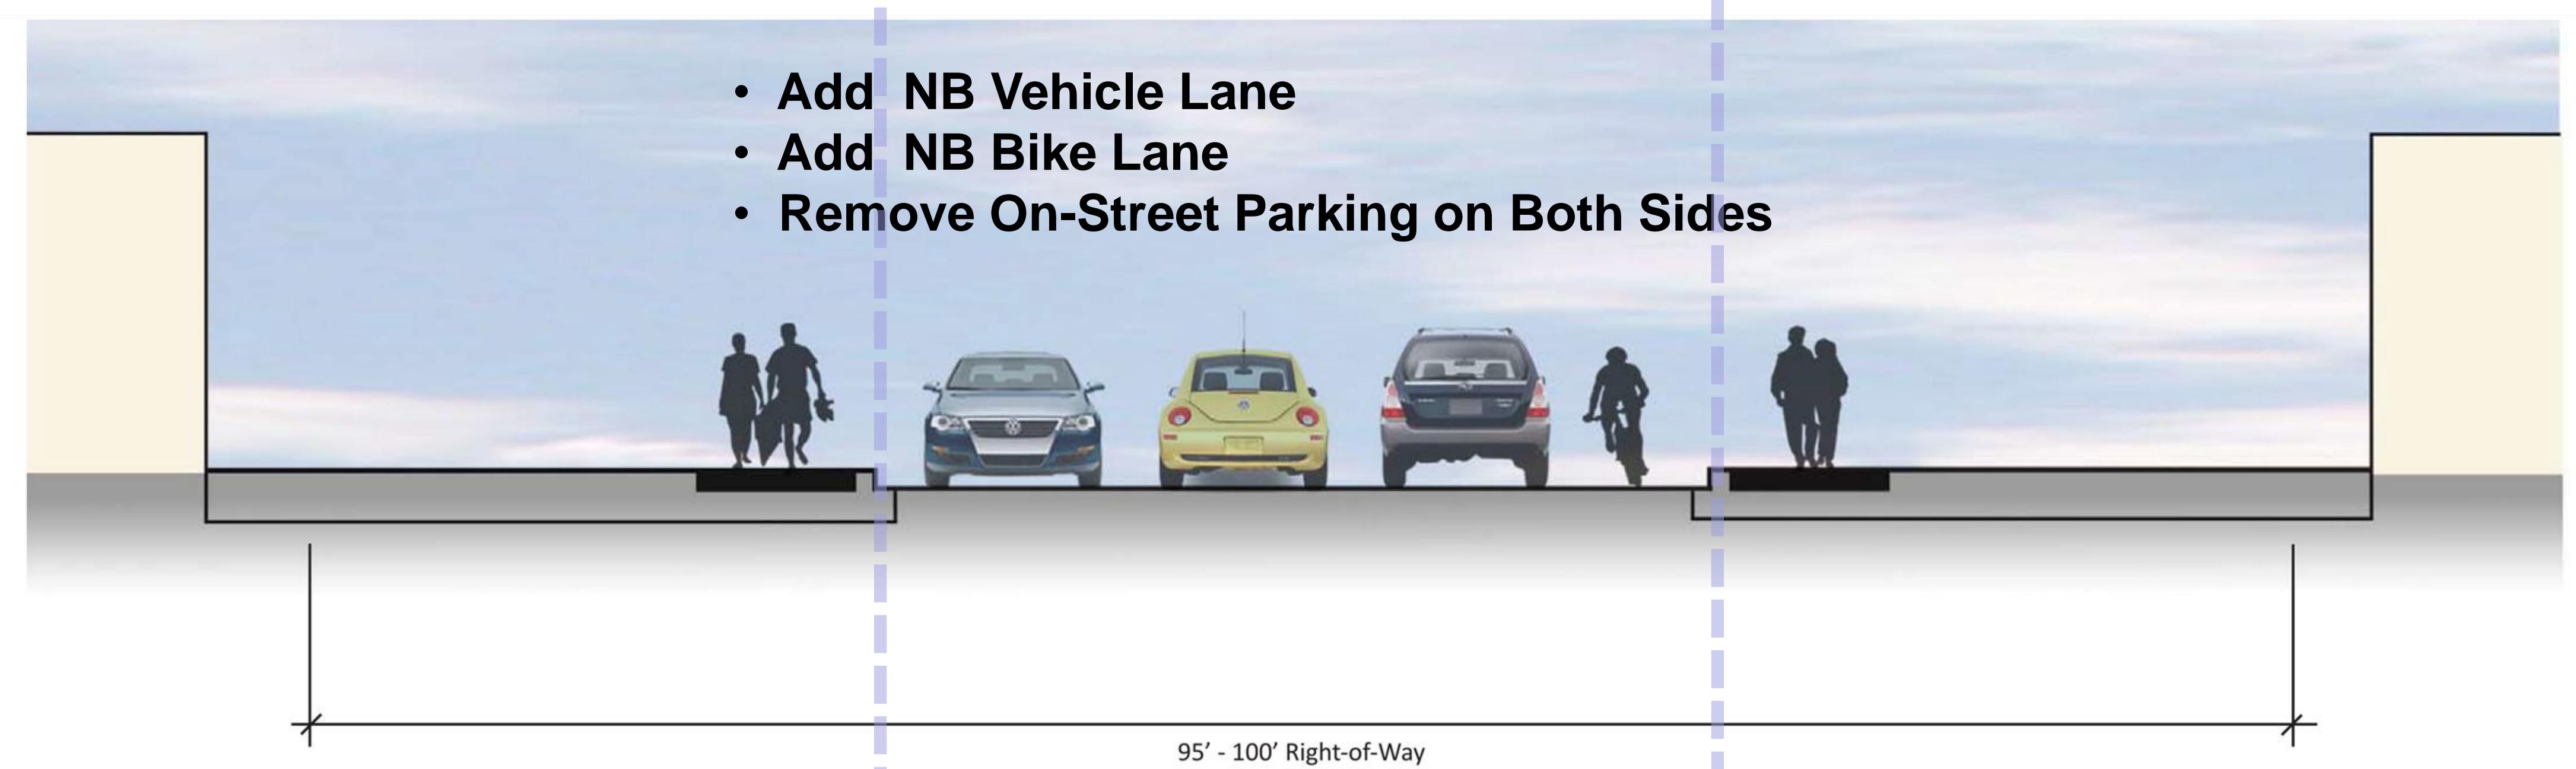 • Add NB Vehicle Lane
• Add NB Bike Lane
• Remove On-Street Parking on Both Sides
95’ - 100’ Right-of-Way